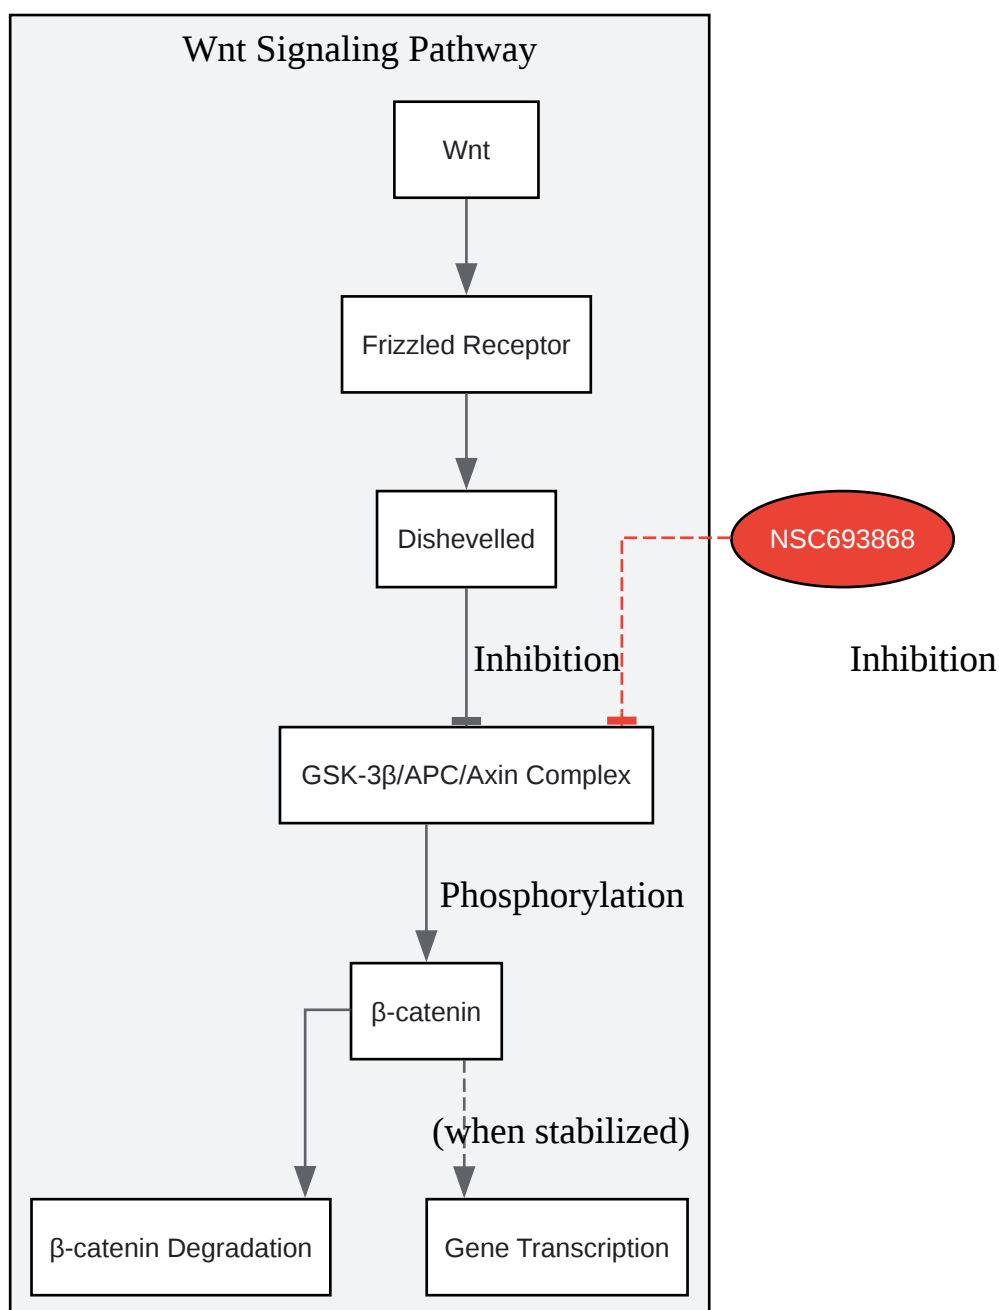 Wnt Signaling Pathway
Wnt
Frizzled Receptor
Dishevelled
NSC693868
Inhibition
Inhibition
GSK-3β/APC/Axin Complex
Phosphorylation
β-catenin
(when stabilized)
β-catenin Degradation
Gene Transcription